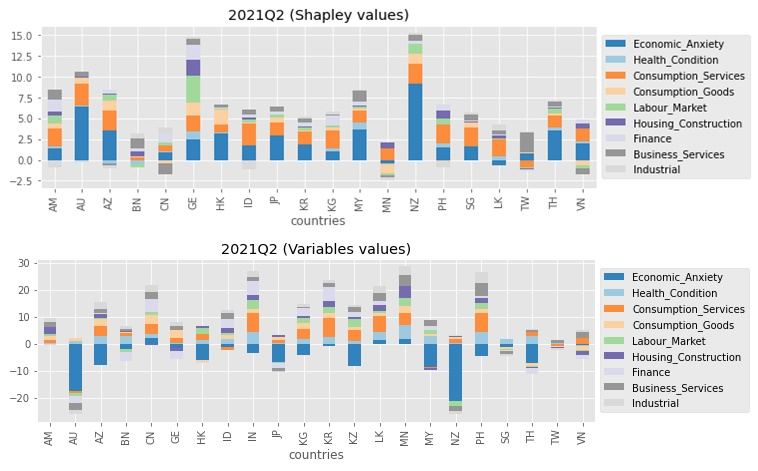 2021Q2 (Shapley values)
15.0
12.5
10.0
7.5
5.0
2.5
0.0
−2.5
AM AU AZ BN CN GE HK ID JP KR KG MY MN NZ PH SG LK TW TH VN
countries
Economic_Anxiety
Health_Condition
Consumption_Services
Consumption_Goods
Labour_Market
Housing_Construction
Finance
Business_Services
Industrial
2021Q2 (Variables values)
30
20
10
0
−10
−20
AM AU AZ BN CN GE HK ID IN JP KG KR KZ LK MN MY NZ PH SG TH TW VN
countries
Economic_Anxiety
Health_Condition
Consumption_Services
Consumption_Goods
Labour_Market
Housing_Construction
Finance
Business_Services
Industrial